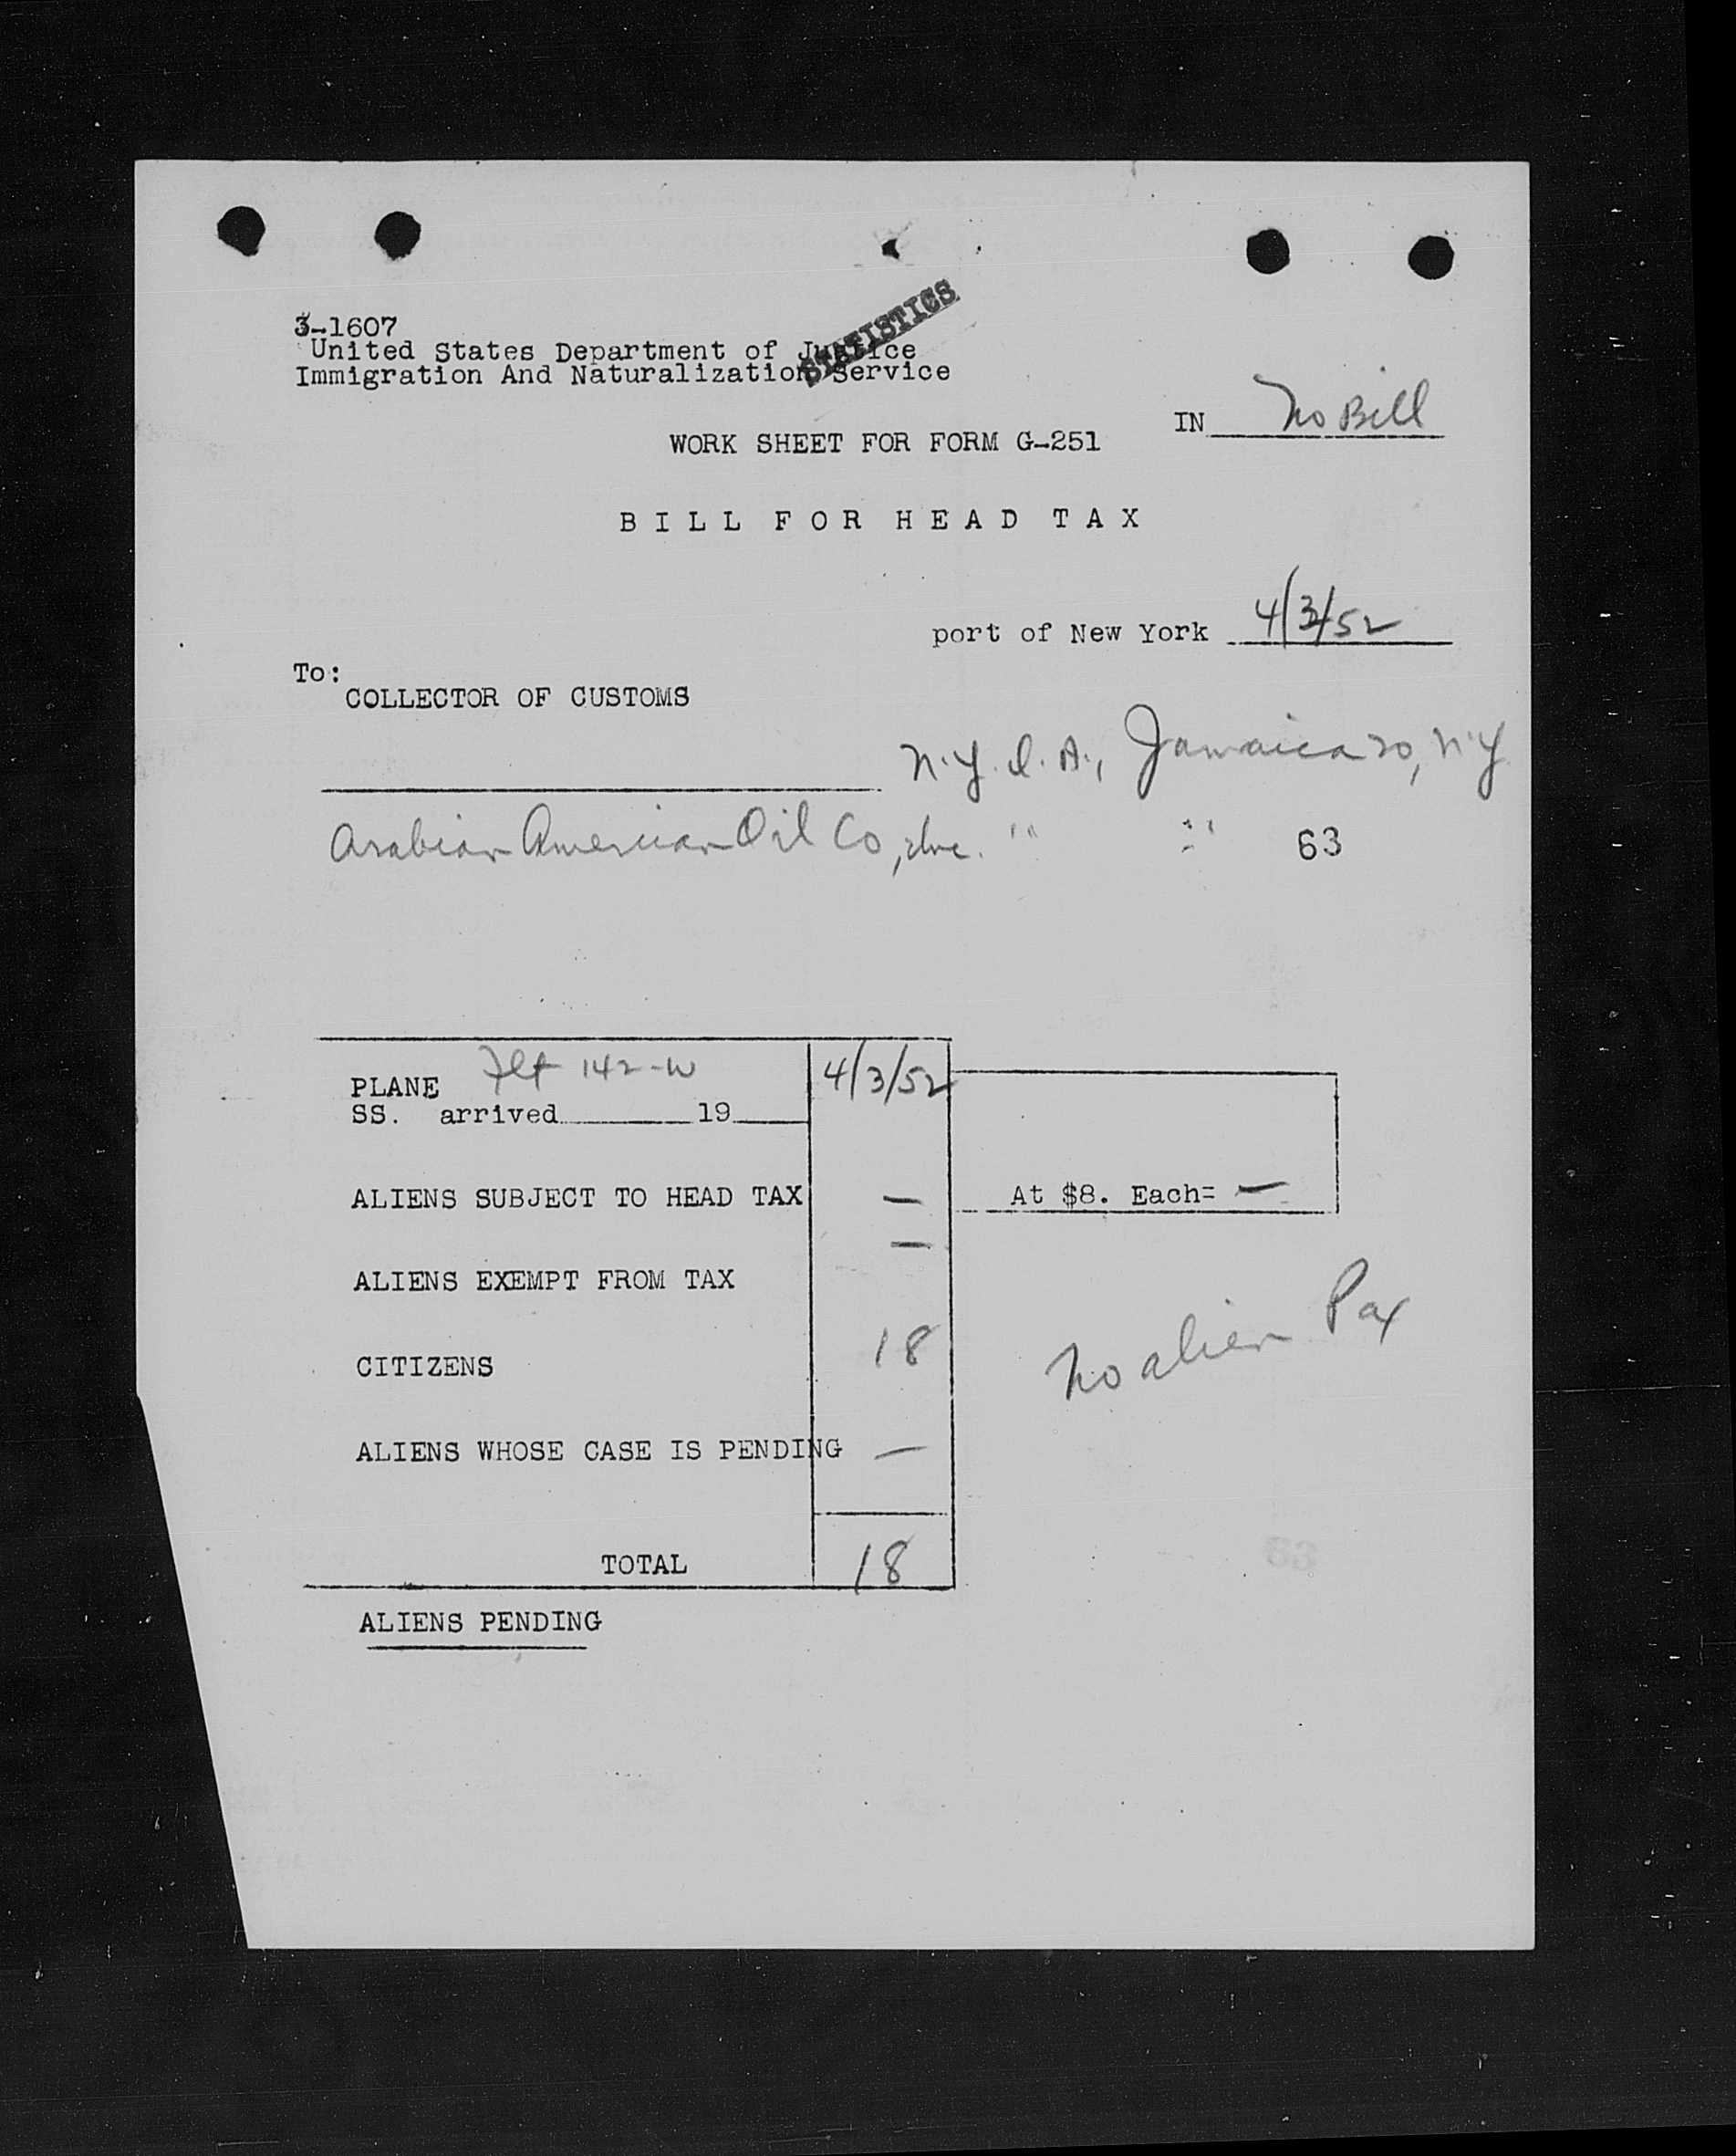 3-1607
United States Department of Justice
STATISTICS
Immigration And Naturalization Service
IN No Bill
WORK SHEET FOR FORM G-251
BILL FOR HEAD TAX
port of New York 4/3/52
To:
COLLECTOR OF CUSTOMS
N.Y.I.A., Jamaica 20, N.Y.
Arabian American Oil Co, Inc. " " 63
PLANE Flt 142-W 4/3/52
SS. arrived 19
ALIENS SUBJECT TO HEAD TAX — At $8. Each= —
—
ALIENS EXEMPT FROM TAX
CITIZENS 18
No alien Pax
ALIENS WHOSE CASE IS PENDING —
63
TOTAL 18
ALIENS PENDING